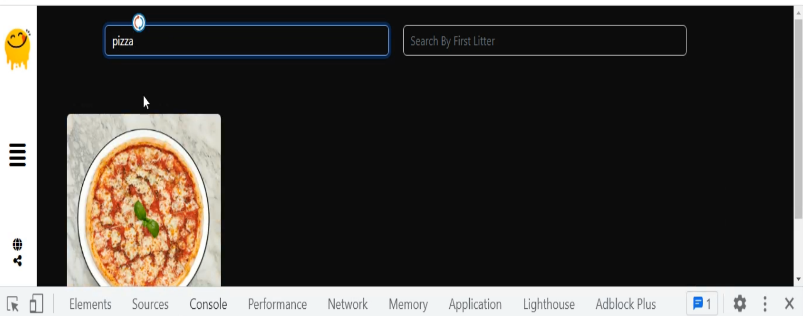 pizza
Search By First Litter
Elements Sources Console Performance Network Memory Application Lighthouse Adblock Plus 1